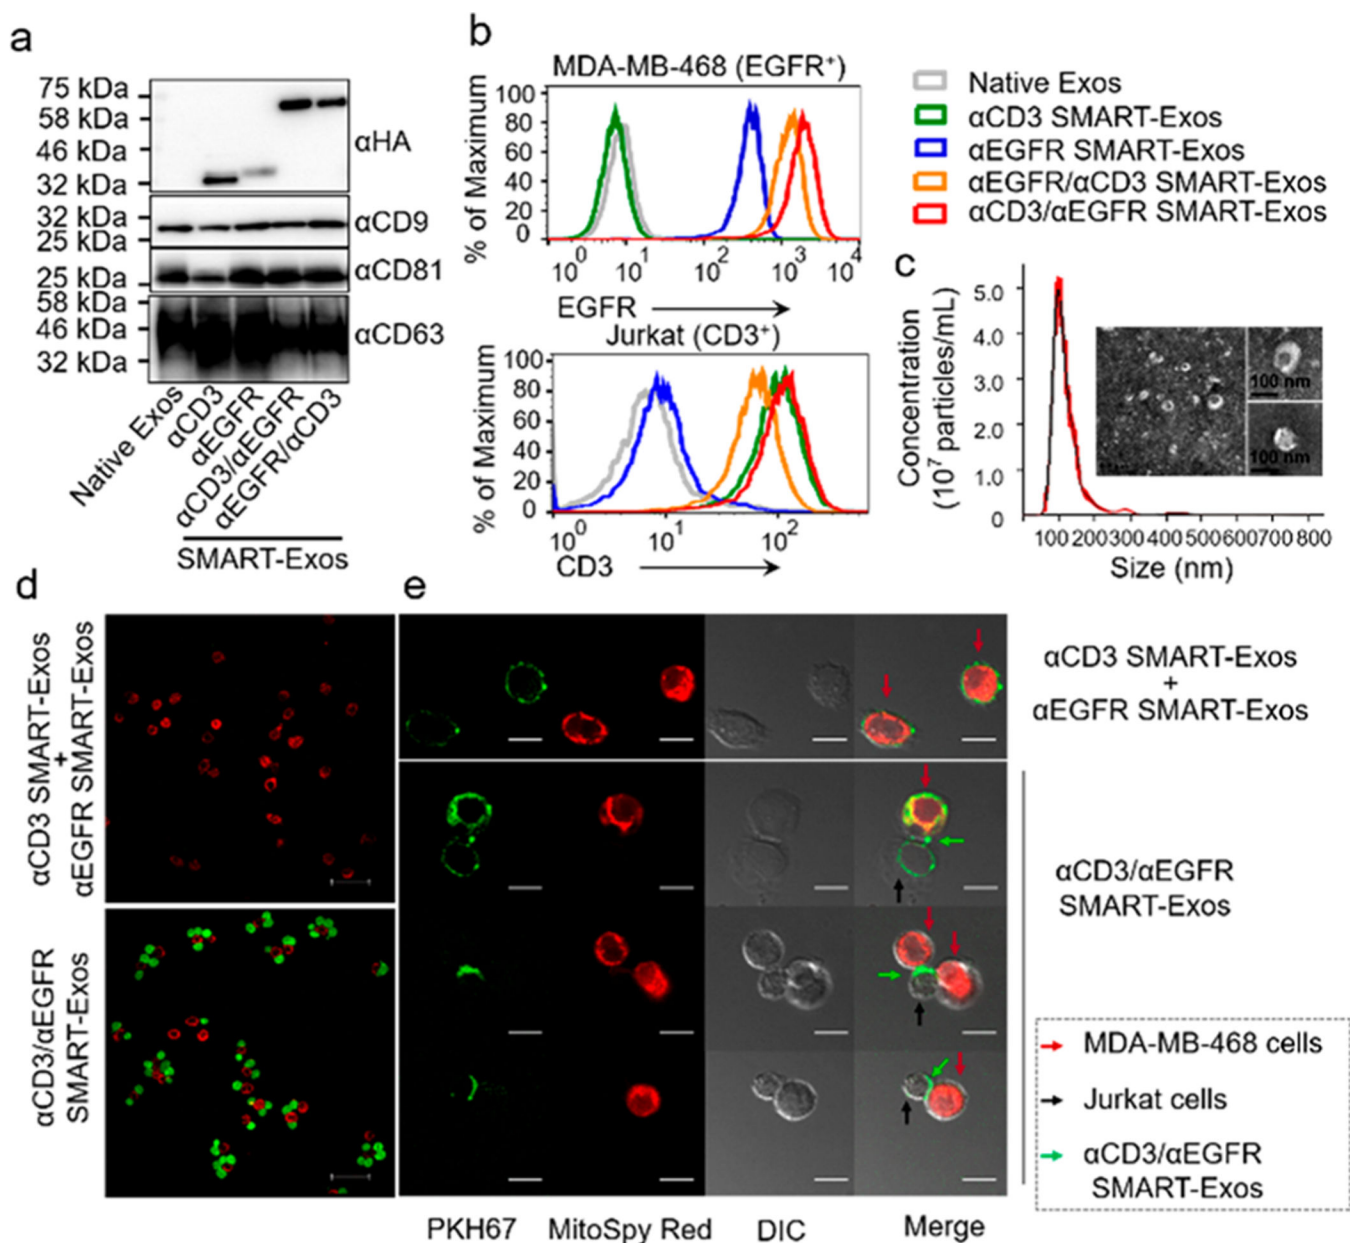 a
75 kDa
58 kDa
46 kDa
32 kDa
αHA
32 kDa
25 kDa
αCD9
25 kDa
αCD81
58 kDa
46 kDa
32 kDa
αCD63
Native Exos
αCD3
αEGFR
αCD3/αEGFR
αEGFR/αCD3
SMART-Exos
b
MDA-MB-468 (EGFR⁺)
% of Maximum
100
80
60
40
20
0
10⁰ 10¹ 10² 10³ 10⁴
EGFR
Jurkat (CD3⁺)
% of Maximum
100
80
60
40
20
0
10⁰ 10¹ 10²
CD3
Native Exos
αCD3 SMART-Exos
αEGFR SMART-Exos
αEGFR/αCD3 SMART-Exos
αCD3/αEGFR SMART-Exos
c
Concentration
(10⁷ particles/mL)
5.0
4.0
3.0
2.0
1.0
0
100 nm
100 nm
100 200 300 400 500 600 700 800
Size (nm)
d
αCD3 SMART-Exos
+
αEGFR SMART-Exos
αCD3/αEGFR
SMART-Exos
e
αCD3 SMART-Exos
+
αEGFR SMART-Exos
αCD3/αEGFR
SMART-Exos
MDA-MB-468 cells
Jurkat cells
αCD3/αEGFR
SMART-Exos
PKH67 MitoSpy Red DIC Merge